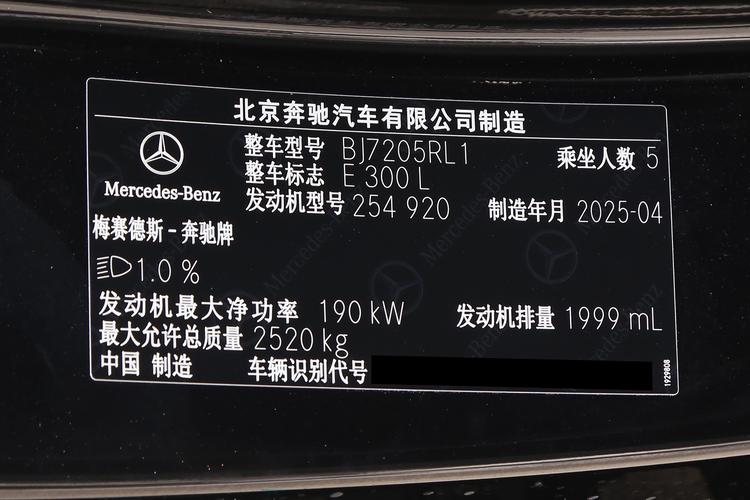 北京奔驰汽车有限公司制造
整车型号 BJ7205RL1 乘坐人数 5
整车标志 E 300 L
Mercedes-Benz
发动机型号 254 920 制造年月 2025-04
梅赛德斯-奔驰牌
1.0 %
发动机最大净功率 190 kW 发动机排量 1999 mL
最大允许总质量 2520 kg
中国 制造 车辆识别代号
1929808